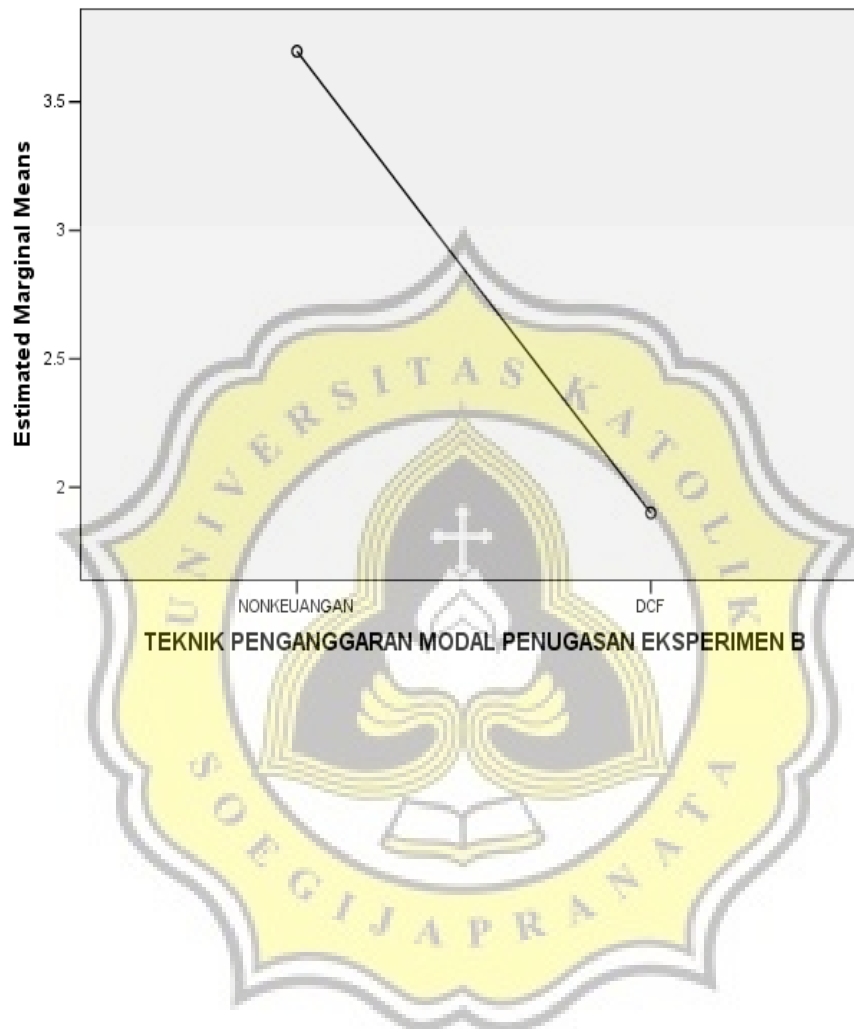 Estimated Marginal Means
3.5
3
2.5
2
NONKEUANGAN DCF
TEKNIK PENGANGGARAN MODAL PENUGASAN EKSPERIMEN B
UNIVERSITAS KATOLIK
SOEGIJAPRANATA